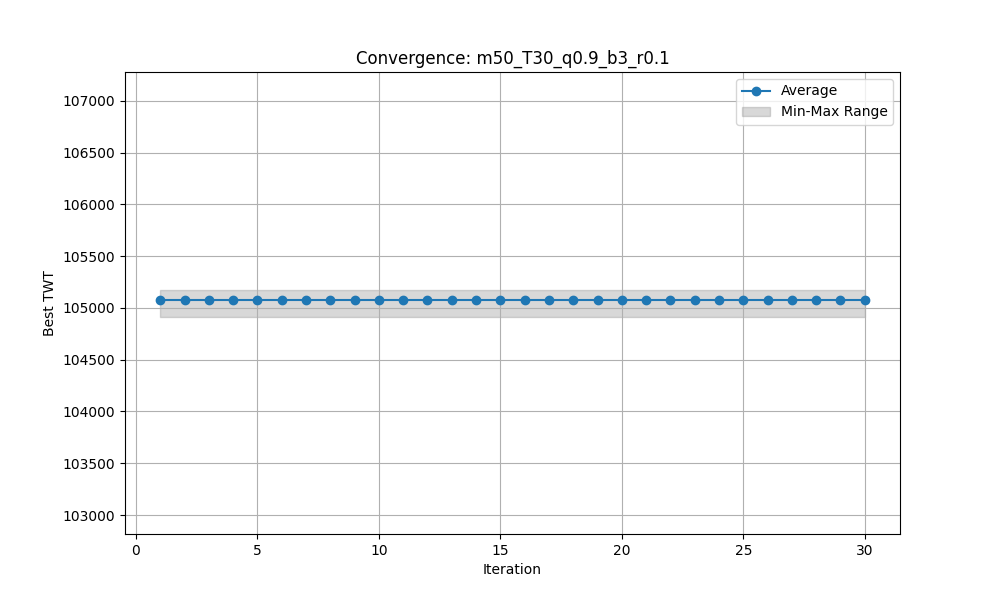 Convergence: m50_T30_q0.9_b3_r0.1
Average
Min-Max Range
107000
106500
106000
105500
105000
104500
104000
103500
103000
Best TWT
0 5 10 15 20 25 30
Iteration